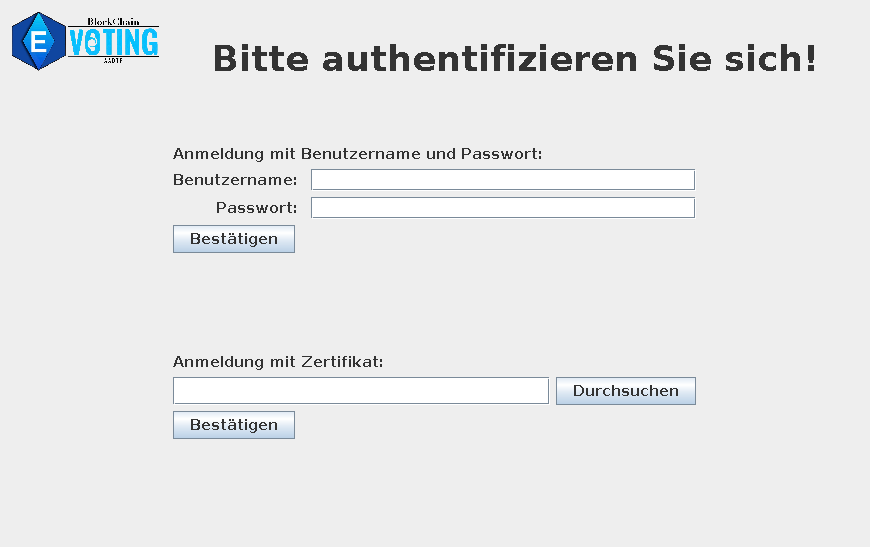 BlockChain
E VOTING
Bitte authentifizieren Sie sich!
Anmeldung mit Benutzername und Passwort:
Benutzername:
Passwort:
Bestätigen
Anmeldung mit Zertifikat:
Durchsuchen
Bestätigen